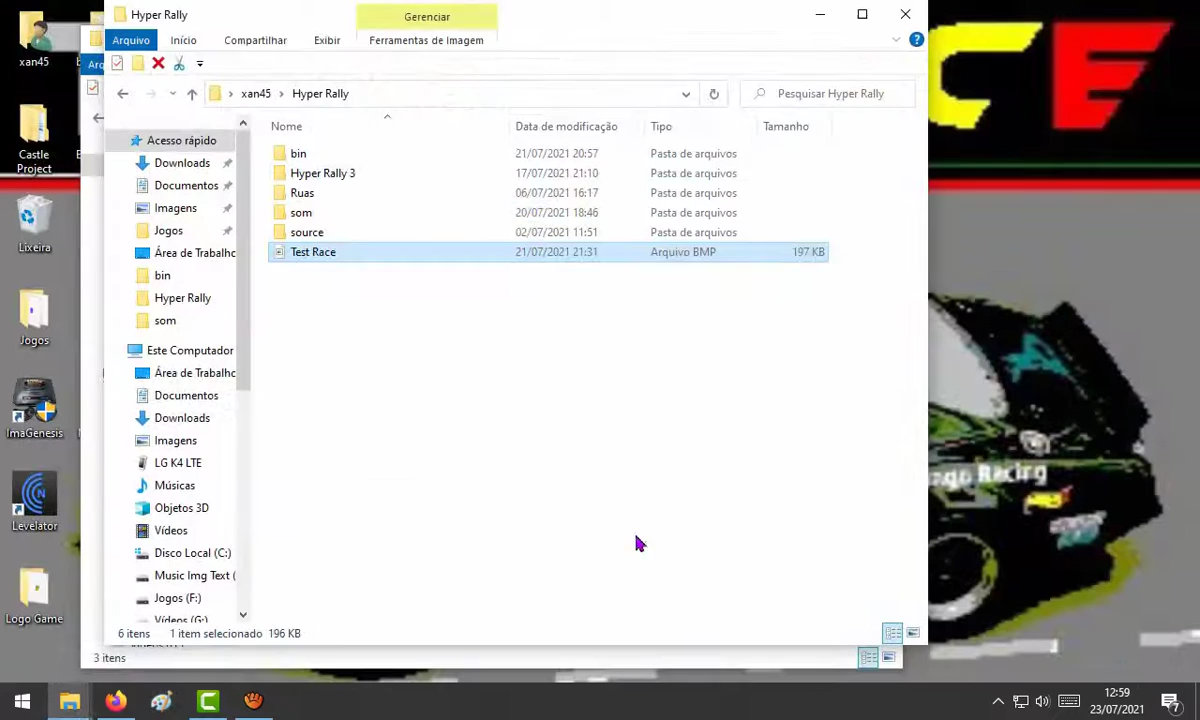 Hyper Rally
Gerenciar
Arquivo Início Compartilhar Exibir Ferramentas de Imagem
xan45 › Hyper Rally
Pesquisar Hyper Rally
Nome Data de modificação Tipo Tamanho
bin 21/07/2021 20:57 Pasta de arquivos
Hyper Rally 3 17/07/2021 21:10 Pasta de arquivos
Ruas 06/07/2021 16:17 Pasta de arquivos
som 20/07/2021 18:46 Pasta de arquivos
source 02/07/2021 11:51 Pasta de arquivos
Test Race 21/07/2021 21:31 Arquivo BMP 197 KB
Acesso rápido
Downloads
Documentos
Imagens
Jogos
Área de Trabalho
bin
Hyper Rally
som
Este Computador
Área de Trabalho
Documentos
Downloads
Imagens
LG K4 LTE
Músicas
Objetos 3D
Vídeos
Disco Local (C:)
Music Img Text (
Jogos (F:)
Vídeos (G:)
6 itens 1 item selecionado 196 KB
3 itens
xan45
Castle
Project
Lixeira
Jogos
ImaGenesis
Levelator
Logo Game
CE
Racing
12:59
23/07/2021
7